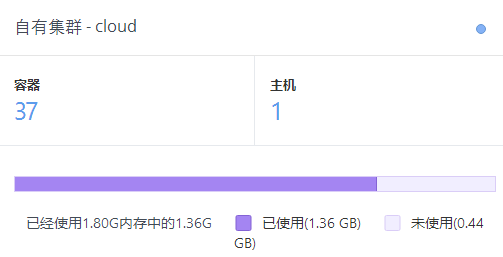 自有集群 - cloud
容器
主机
37
1
已经使用1.80G内存中的1.36G 已使用(1.36 GB) 未使用(0.44
GB)